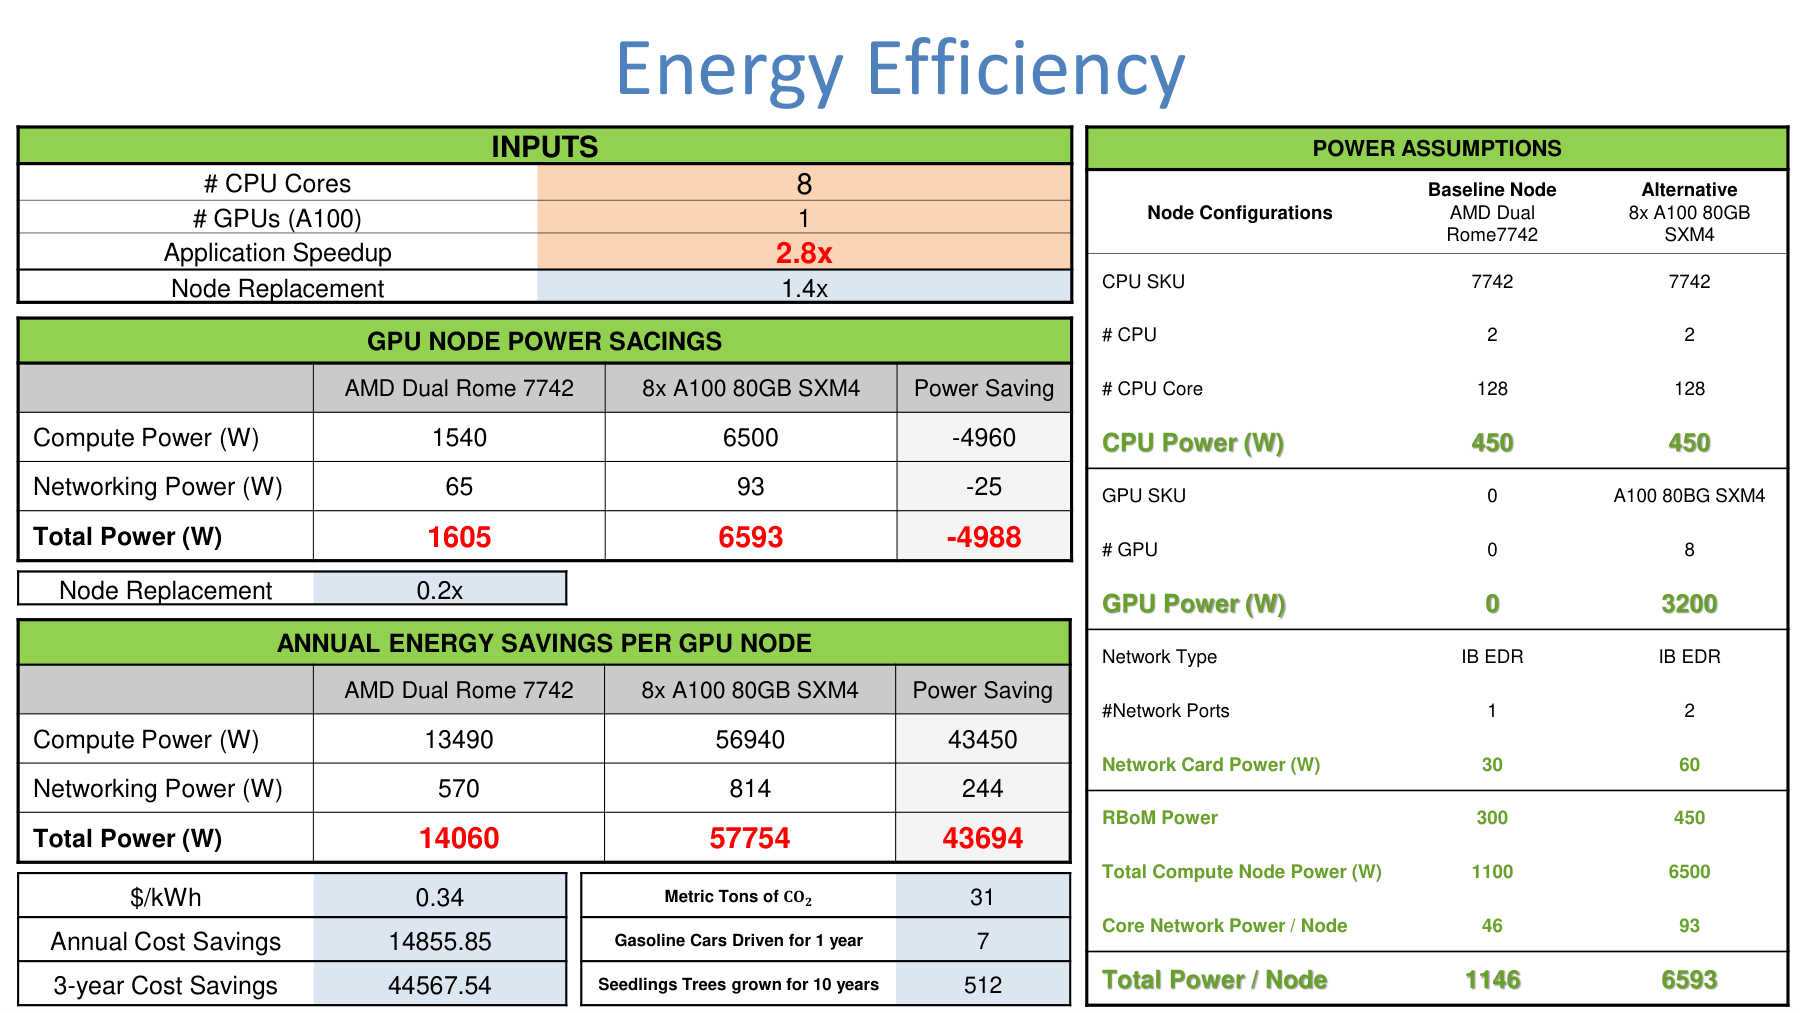 Energy Efficiency
INPUTS
# CPU Cores 8
# GPUs (A100) 1
Application Speedup 2.8x
Node Replacement 1.4x
GPU NODE POWER SACINGS
AMD Dual Rome 7742 8x A100 80GB SXM4 Power Saving
Compute Power (W) 1540 6500 -4960
Networking Power (W) 65 93 -25
Total Power (W) 1605 6593 -4988
Node Replacement 0.2x
ANNUAL ENERGY SAVINGS PER GPU NODE
AMD Dual Rome 7742 8x A100 80GB SXM4 Power Saving
Compute Power (W) 13490 56940 43450
Networking Power (W) 570 814 244
Total Power (W) 14060 57754 43694
$/kWh 0.34
Annual Cost Savings 14855.85
3-year Cost Savings 44567.54
Metric Tons of CO₂ 31
Gasoline Cars Driven for 1 year 7
Seedlings Trees grown for 10 years 512
POWER ASSUMPTIONS
Node Configurations Baseline Node AMD Dual Rome7742 Alternative 8x A100 80GB SXM4
CPU SKU 7742 7742
# CPU 2 2
# CPU Core 128 128
CPU Power (W) 450 450
GPU SKU 0 A100 80BG SXM4
# GPU 0 8
GPU Power (W) 0 3200
Network Type IB EDR IB EDR
#Network Ports 1 2
Network Card Power (W) 30 60
RBoM Power 300 450
Total Compute Node Power (W) 1100 6500
Core Network Power / Node 46 93
Total Power / Node 1146 6593